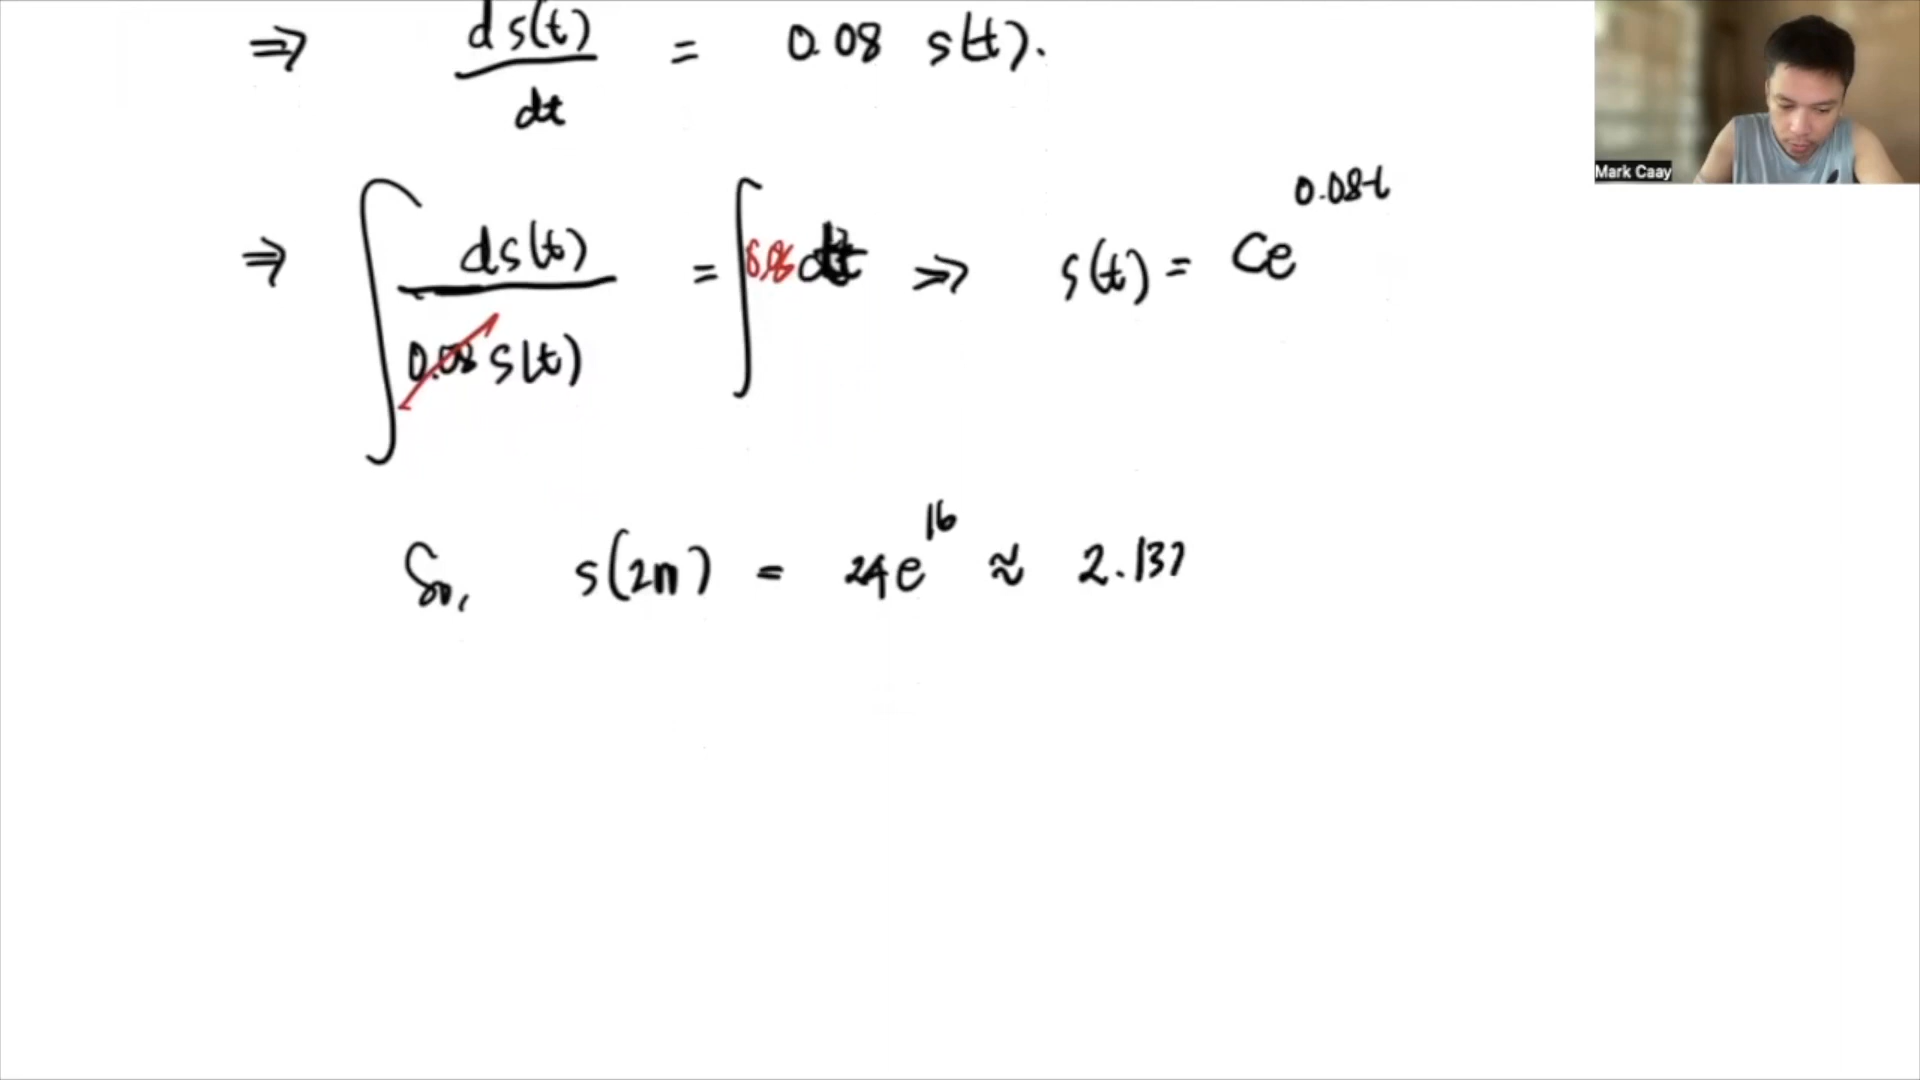 ⇒ ds(t)/dt = 0.08 s(t).
Mark Caay
⇒ ∫ ds(t)/0.08 s(t) = ∫ 0.08 dt ⇒ s(t) = Ce^0.08t
So, s(2n) = 24e^16 ≈ 2.137